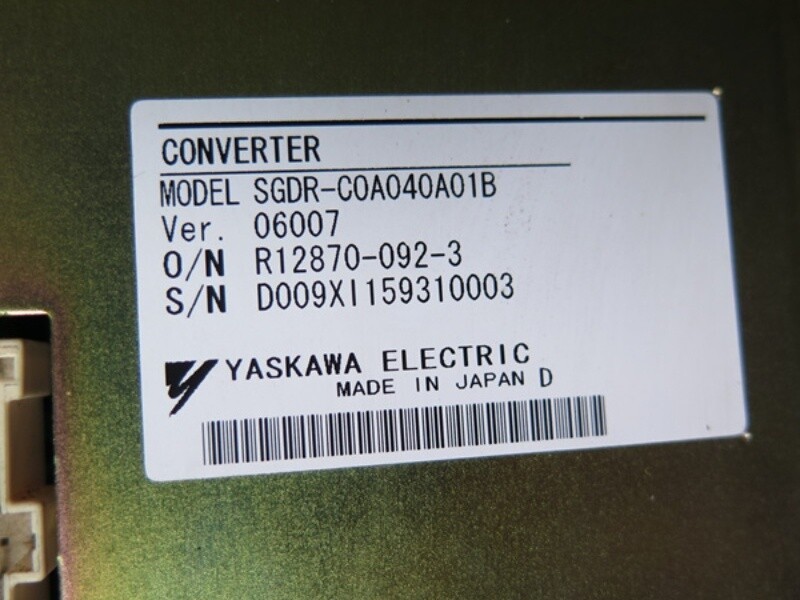 CONVERTER
MODEL SGDR-COA040A01B
Ver. 06007
O/N R12870-092-3
S/N D009XI159310003
YASKAWA ELECTRIC
MADE IN JAPAN D